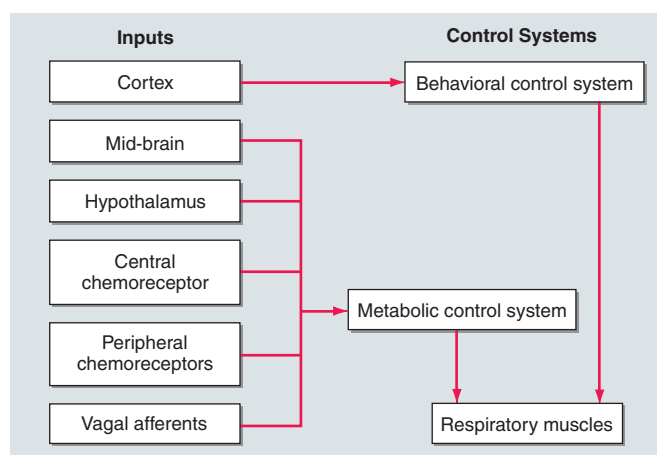 Inputs
Control Systems
Cortex
Behavioral control system
Mid-brain
Hypothalamus
Central
chemoreceptor
Metabolic control system
Peripheral
chemoreceptors
Vagal afferents
Respiratory muscles